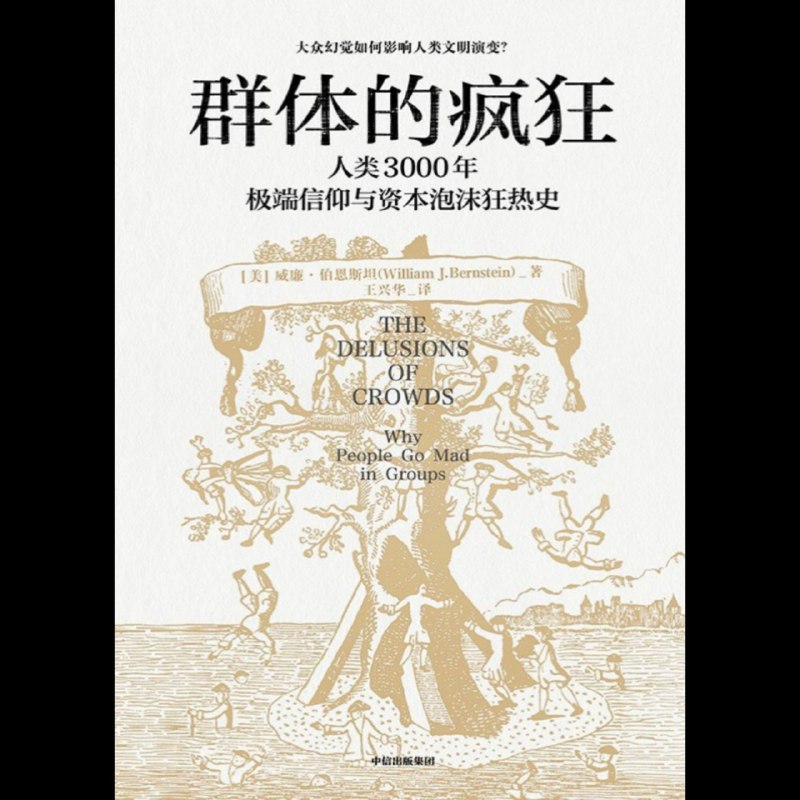 大众幻觉如何影响人类文明演变?
群体的疯狂
人类3000年
极端信仰与资本泡沫狂热史
[美] 威廉·伯恩斯坦(William J.Bernstein)_著
王兴华_译
THE
DELUSIONS
OF
CROWDS
Why
People Go Mad
in Groups
中信出版集团